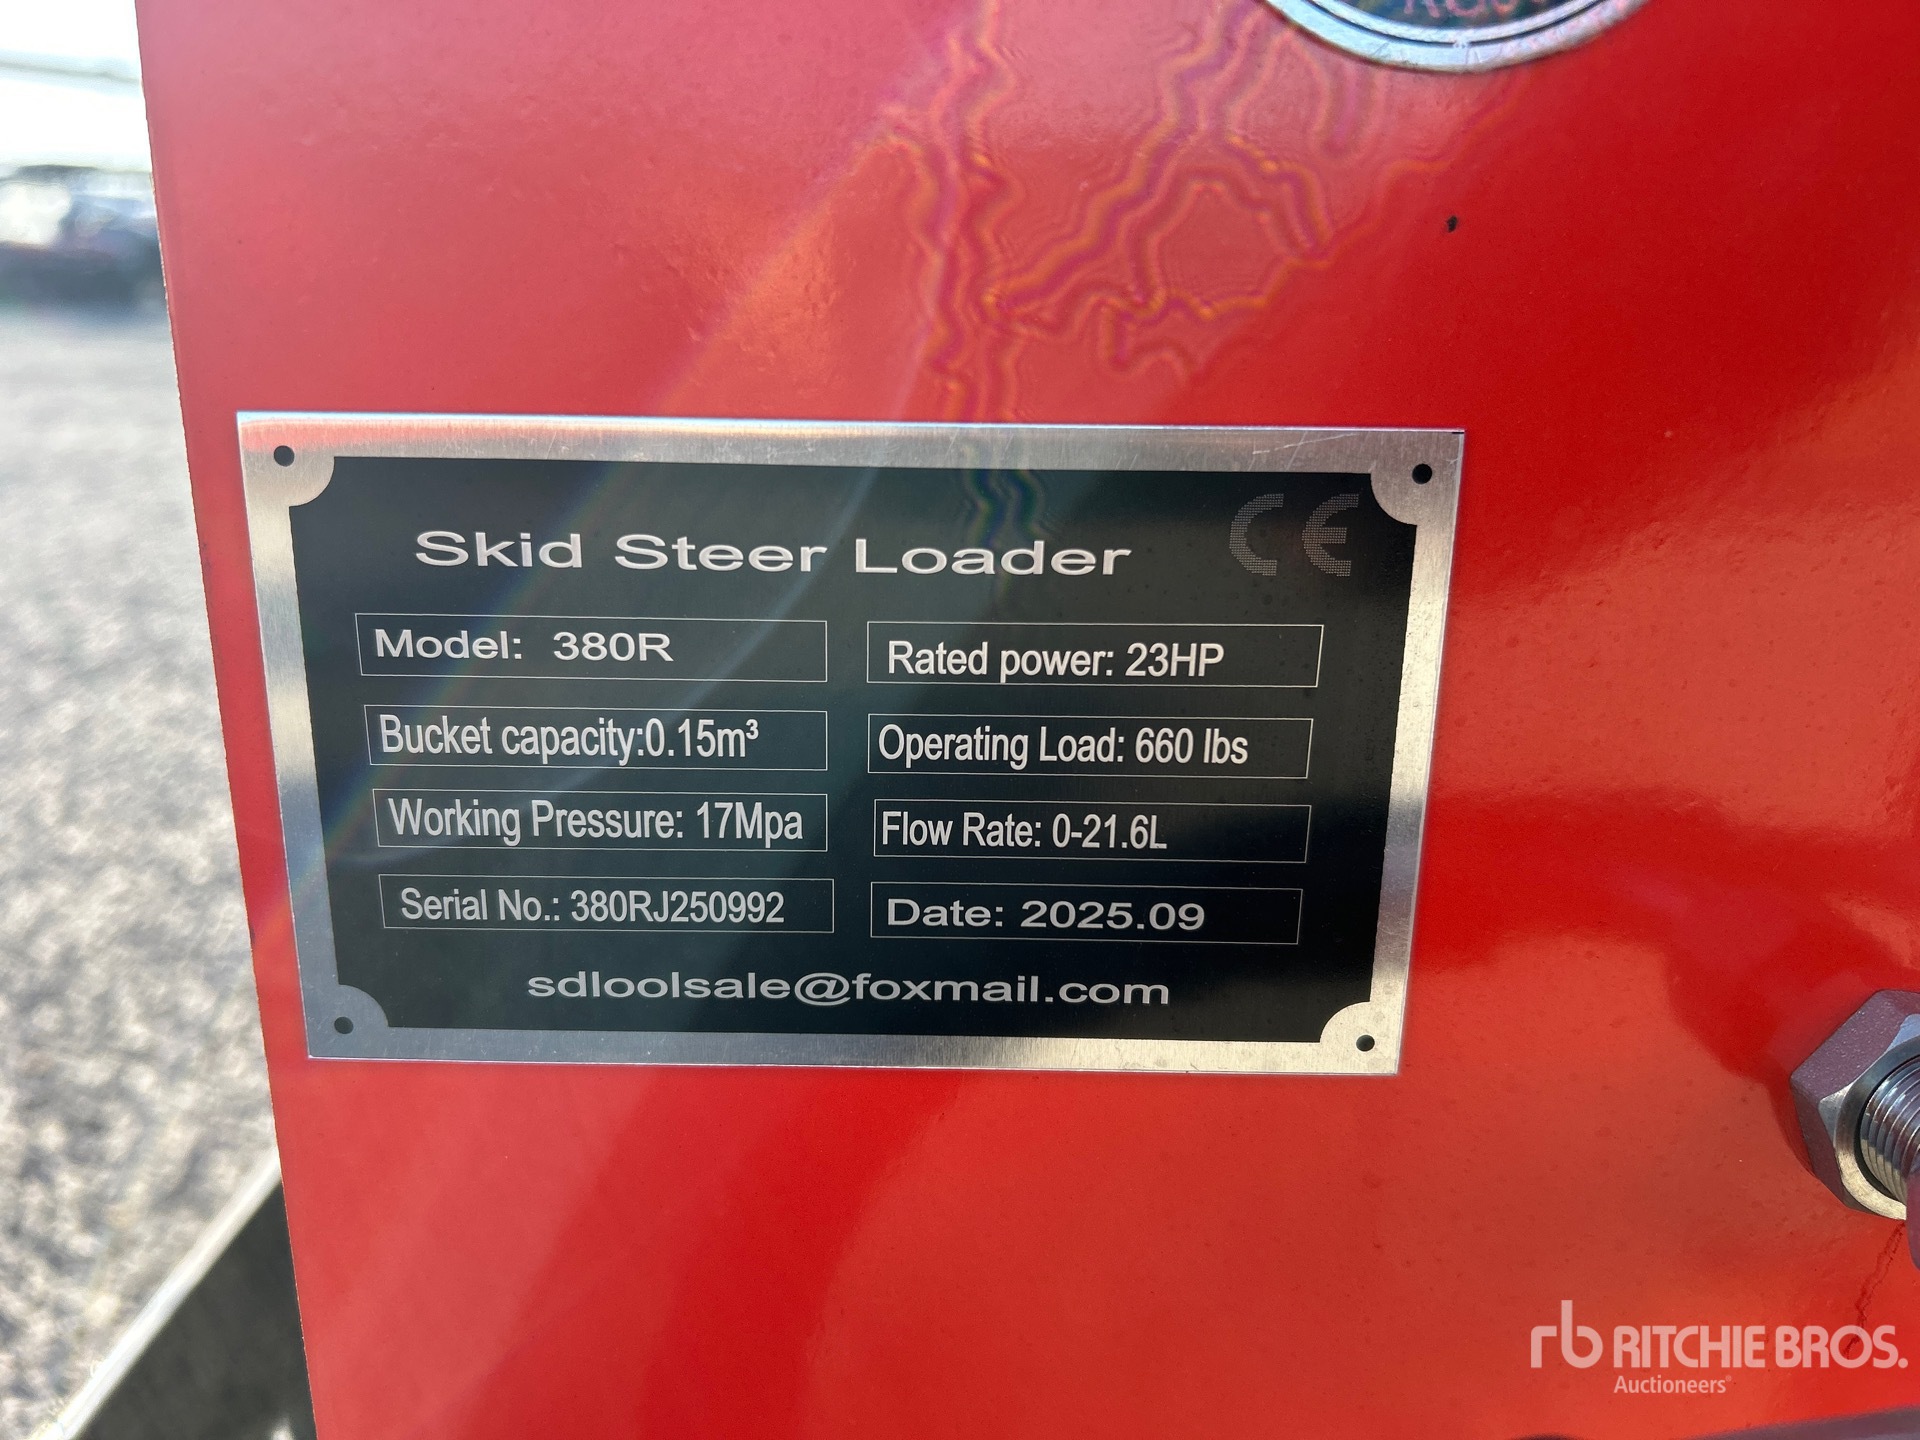 Skid Steer Loader
CE
Model: 380R
Rated power: 23HP
Bucket capacity:0.15m³
Operating Load: 660 lbs
Working Pressure: 17Mpa
Flow Rate: 0-21.6L
Serial No.: 380RJ250992
Date: 2025.09
sdloolsale@foxmail.com
rb RITCHIE BROS.
Auctioneers